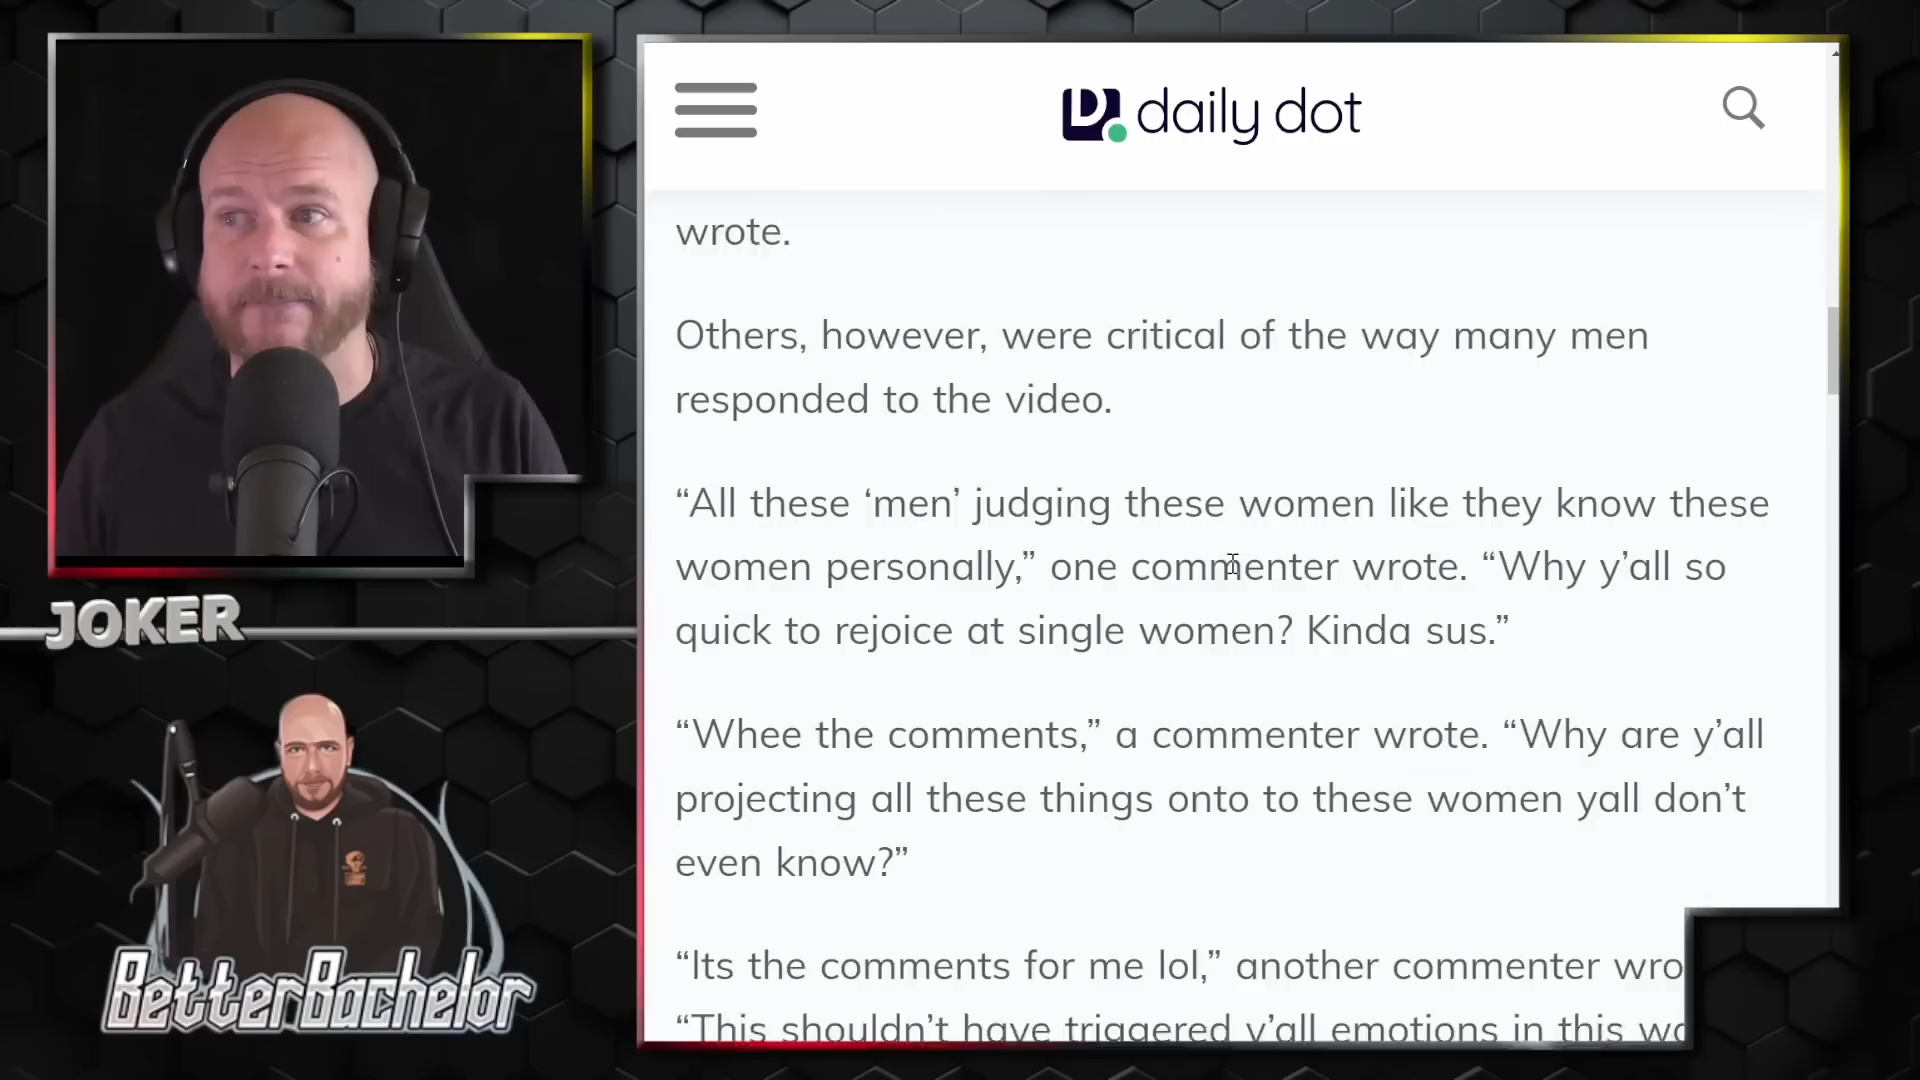 daily dot
wrote.
Others, however, were critical of the way many men
responded to the video.
“All these ‘men’ judging these women like they know these
women personally,” one commenter wrote. “Why y’all so
quick to rejoice at single women? Kinda sus.”
“Whee the comments,” a commenter wrote. “Why are y’all
projecting all these things onto to these women yall don’t
even know?”
“Its the comments for me lol,” another commenter wro
“This shouldn’t have triggered y’all emotions in this
JOKER
BetterBachelor